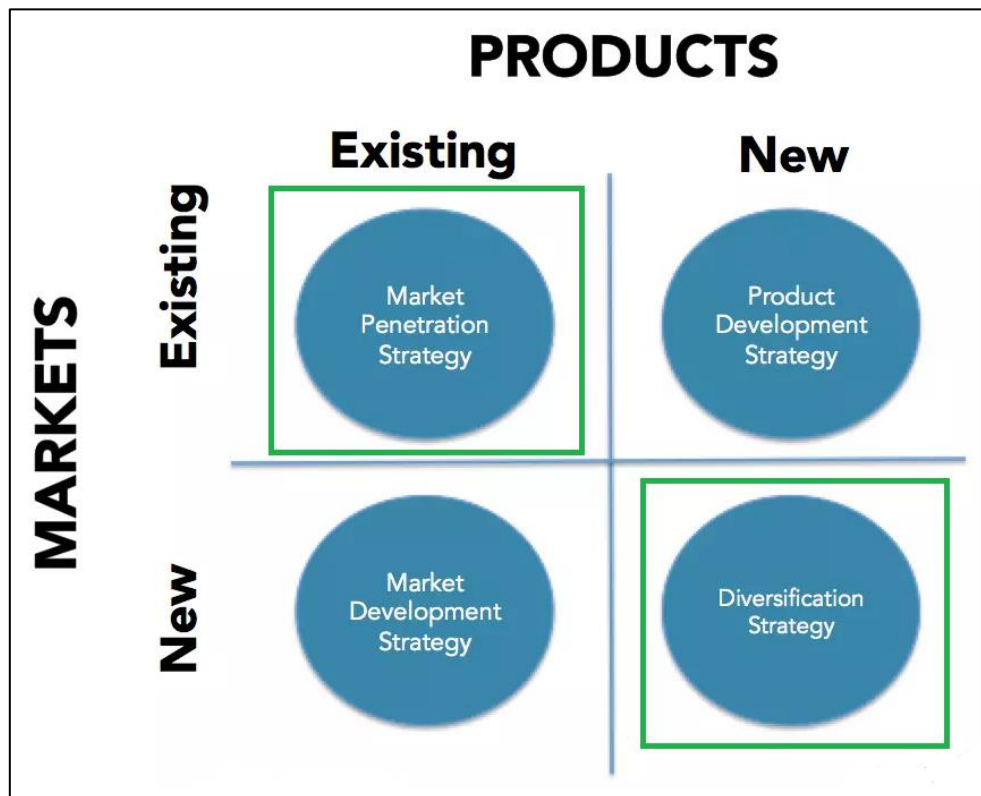 PRODUCTS
Existing
New
MARKETS
Existing
Market
Penetration
Strategy
Product
Development
Strategy
New
Market
Development
Strategy
Diversification
Strategy